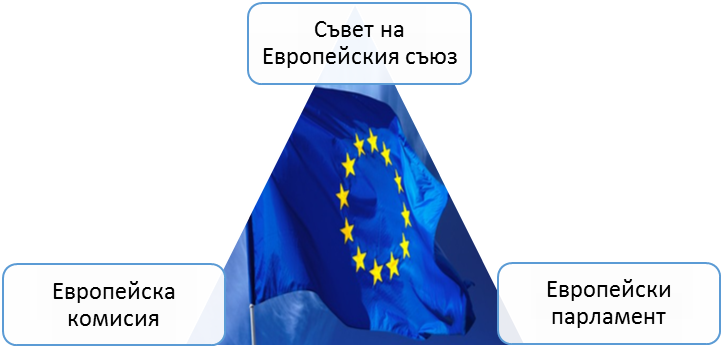 Съвет на
Европейския съюз
Европейска
комисия
Европейски
парламент